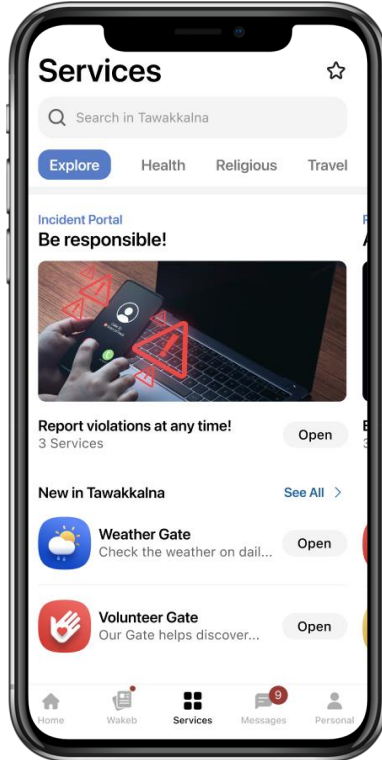 Services
Search in Tawakkalna
Explore Health Religious Travel
Incident Portal
Be responsible!
Report violations at any time!
3 Services
Open
New in Tawakkalna
See All >
Weather Gate
Check the weather on dail...
Open
Volunteer Gate
Our Gate helps discover...
Open
9
Home Wakeb Services Messages Personal